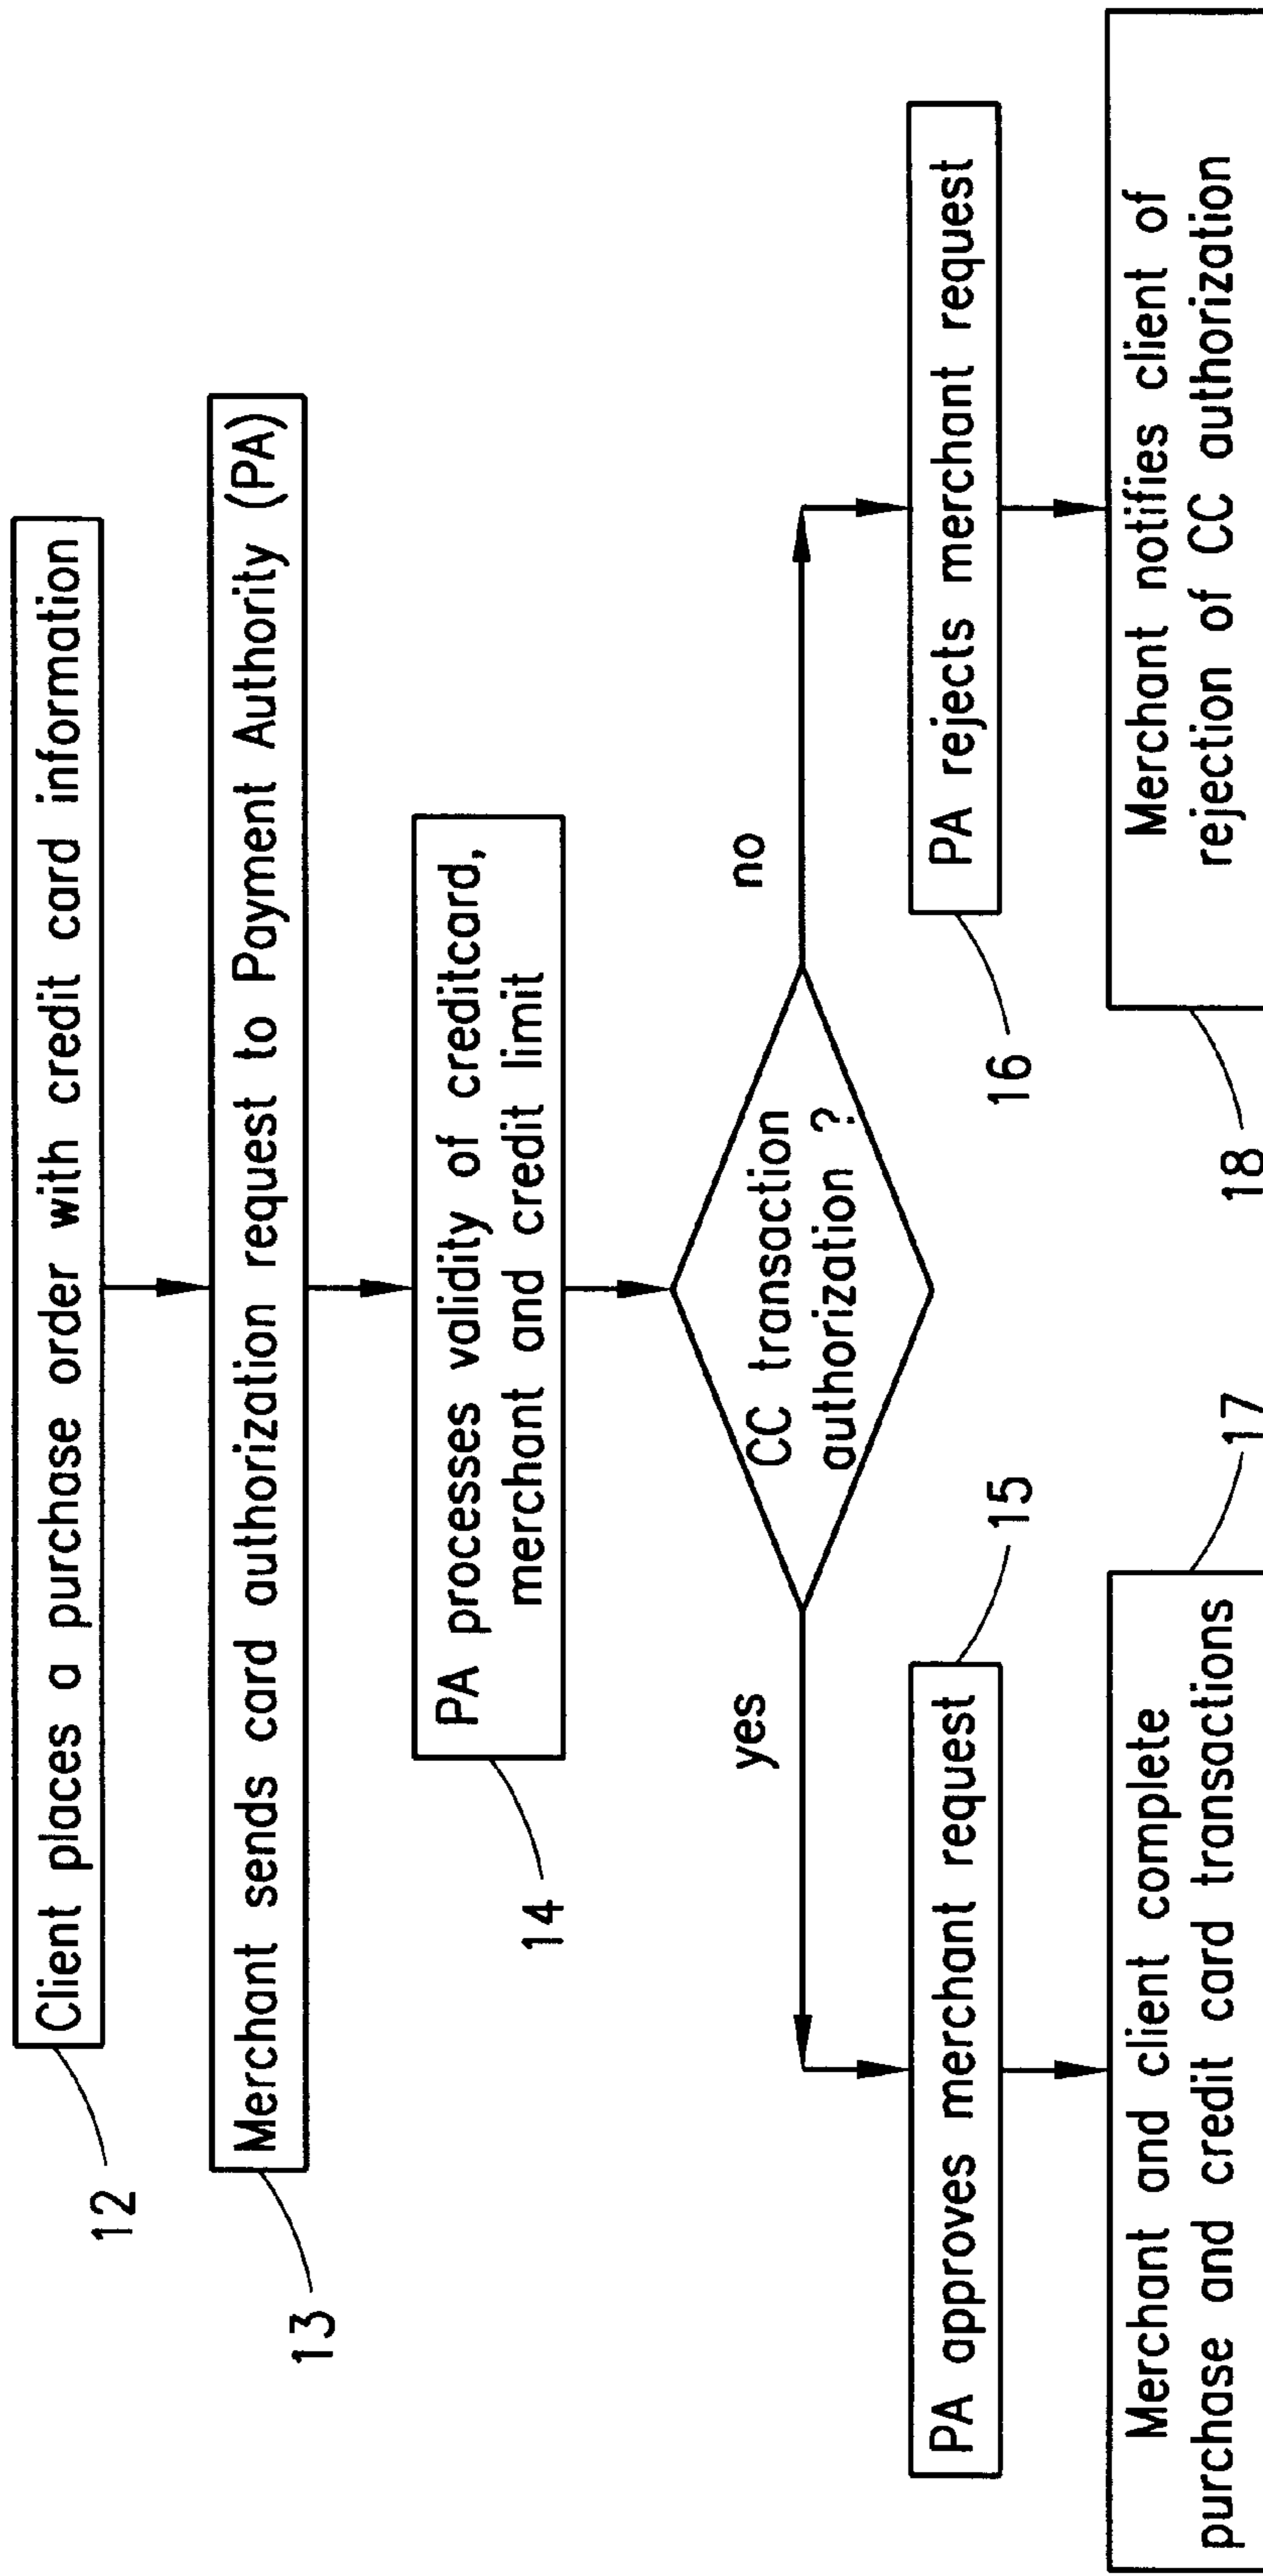 Client places a purchase order with credit card information
12
Merchant sends card authorization request to Payment Authority (PA)
13
PA processes validity of creditcard,
merchant and credit limit
14
CC transaction
authorization ?
yes
no
PA approves merchant request
15
PA rejects merchant request
16
Merchant and client complete
purchase and credit card transactions
17
Merchant notifies client of
rejection of CC authorization
18